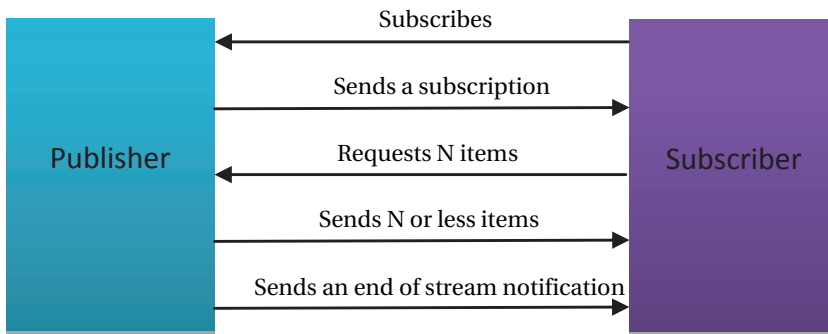 Subscribes
Sends a subscription
Publisher
Requests N items
Subscriber
Sends N or less items
Sends an end of stream notification